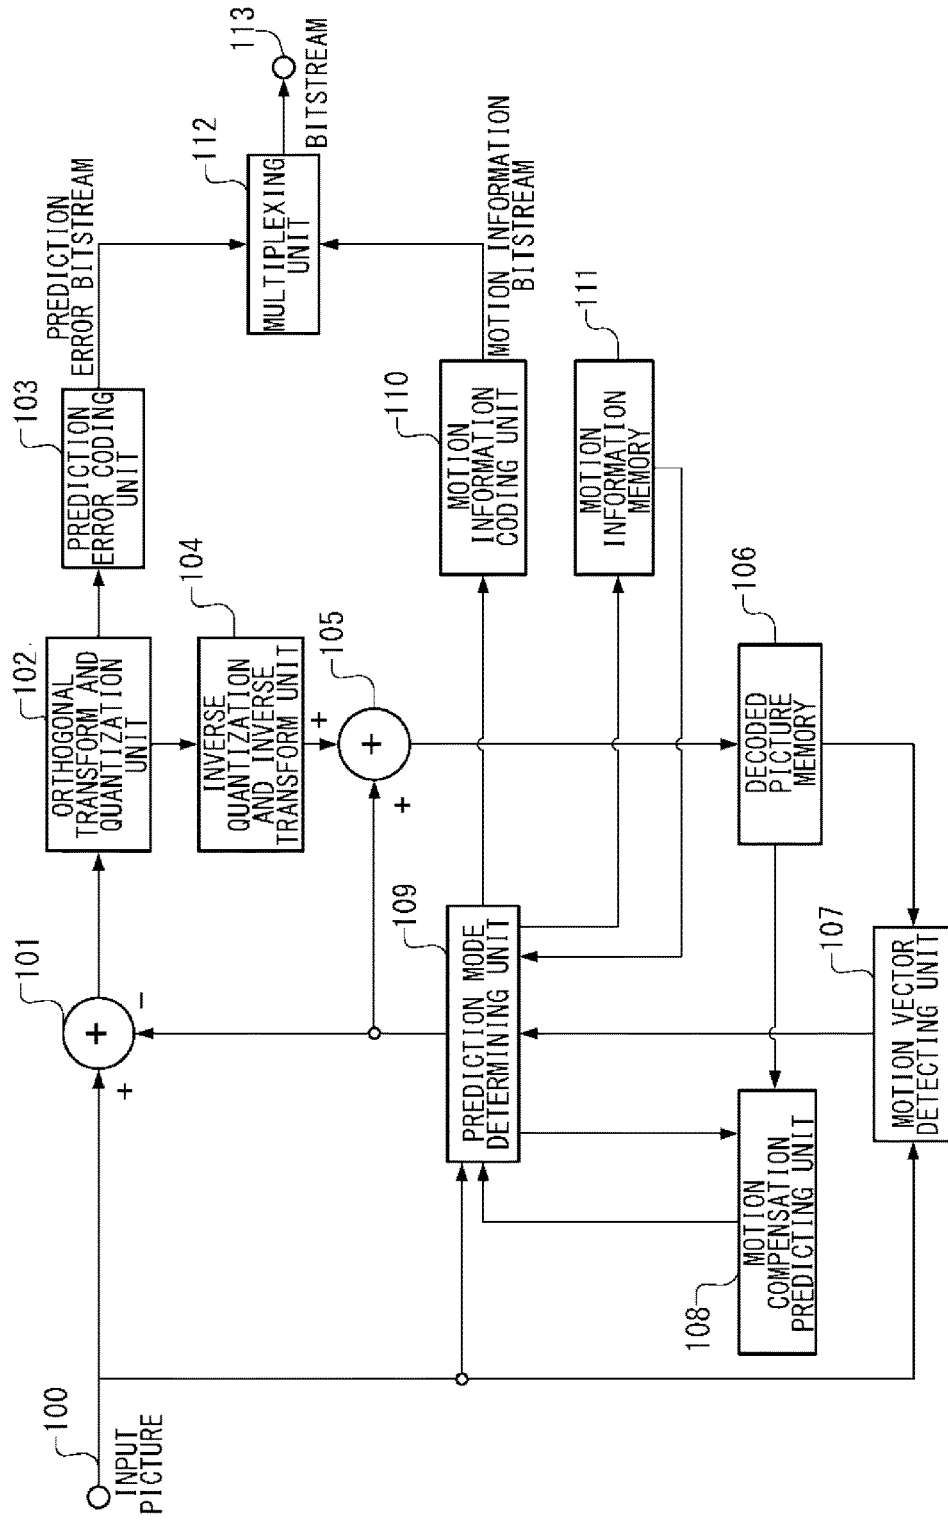 100
INPUT
PICTURE
101
+
+
-
102
ORTHOGONAL
TRANSFORM AND
QUANTIZATION
UNIT
103
PREDICTION
ERROR CODING
UNIT
PREDICTION
ERROR BITSTREAM
104
INVERSE
QUANTIZATION
AND INVERSE
TRANSFORM UNIT
105
+
+
+
112
MULTIPLEXING
UNIT
113
BITSTREAM
109
PREDICTION MODE
DETERMINING UNIT
110
MOTION
INFORMATION
CODING UNIT
MOTION INFORMATION
BITSTREAM
111
MOTION
INFORMATION
MEMORY
108
MOTION
COMPENSATION
PREDICTING UNIT
106
DECODED
PICTURE
MEMORY
107
MOTION VECTOR
DETECTING UNIT